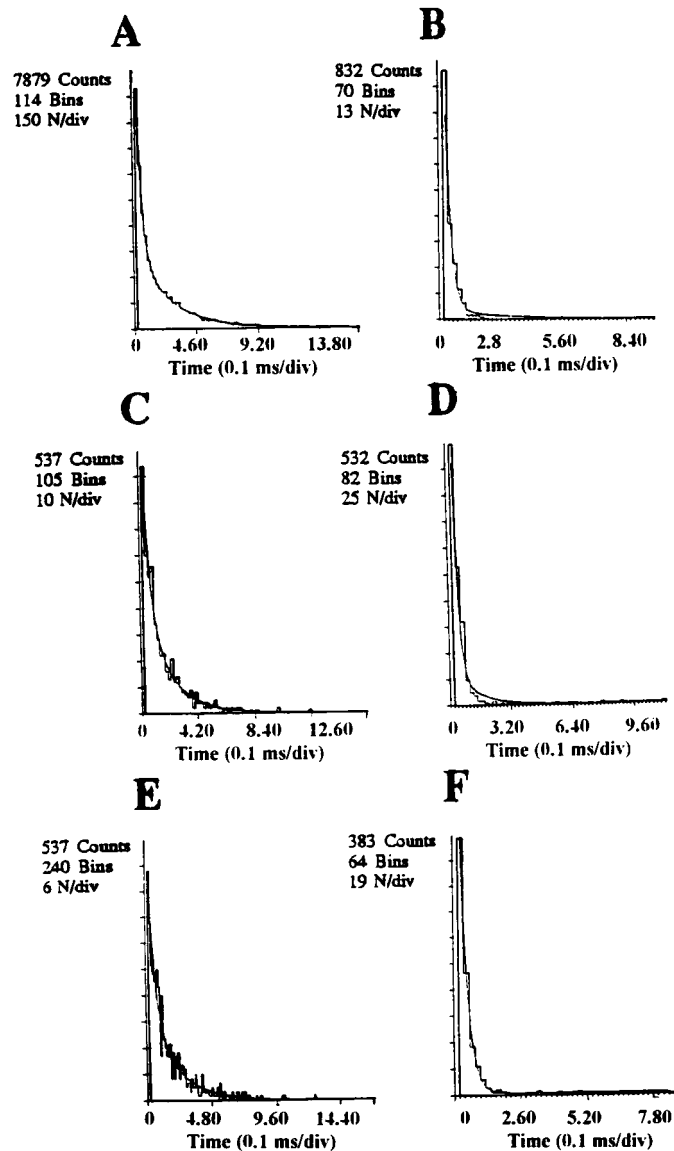 A
7879 Counts
114 Bins
150 N/div
0 4.60 9.20 13.80
Time (0.1 ms/div)
B
832 Counts
70 Bins
13 N/div
0 2.8 5.60 8.40
Time (0.1 ms/div)
C
537 Counts
105 Bins
10 N/div
0 4.20 8.40 12.60
Time (0.1 ms/div)
D
532 Counts
82 Bins
25 N/div
0 3.20 6.40 9.60
Time (0.1 ms/div)
E
537 Counts
240 Bins
6 N/div
0 4.80 9.60 14.40
Time (0.1 ms/div)
F
383 Counts
64 Bins
19 N/div
0 2.60 5.20 7.80
Time (0.1 ms/div)